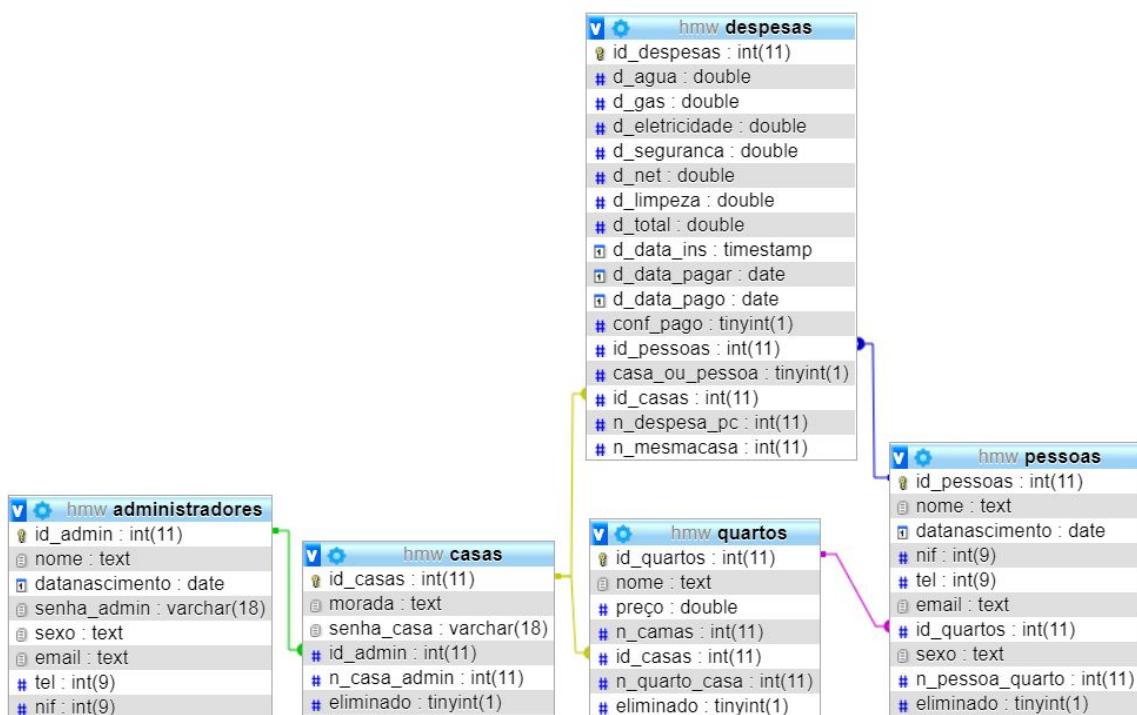 hmw despesas
id_despesas : int(11)
d_agua : double
d_gas : double
d_eletricidade : double
d_seguranca : double
d_net : double
d_limpeza : double
d_total : double
d_data_ins : timestamp
d_data_pagar : date
d_data_pago : date
conf_pago : tinyint(1)
id_pessoas : int(11)
casa_ou_pessoa : tinyint(1)
id_casas : int(11)
n_despesa_pc : int(11)
n_mesmacasa : int(11)
hmw administradores
id_admin : int(11)
nome : text
datanascimento : date
senha_admin : varchar(18)
sexo : text
email : text
tel : int(9)
nif : int(9)
hmw casas
id_casas : int(11)
morada : text
senha_casa : varchar(18)
id_admin : int(11)
n_casa_admin : int(11)
eliminado : tinyint(1)
hmw quartos
id_quartos : int(11)
nome : text
preço : double
n_camas : int(11)
id_casas : int(11)
n_quarto_casa : int(11)
eliminado : tinyint(1)
hmw pessoas
id_pessoas : int(11)
nome : text
datanascimento : date
nif : int(9)
tel : int(9)
email : text
id_quartos : int(11)
sexo : text
n_pessoa_quarto : int(11)
eliminado : tinyint(1)